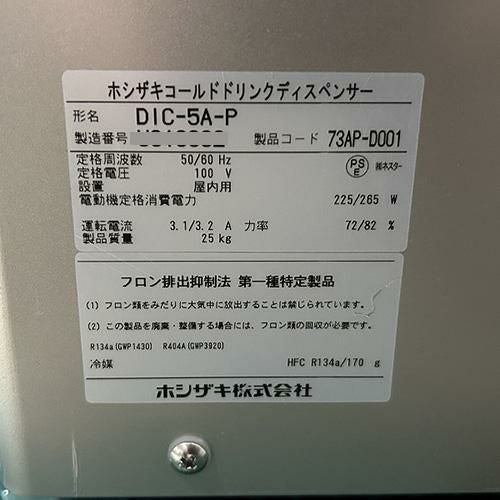 ホシザキコールドドリンクディスペンサー
形名 DIC-5A-P
製造番号 製品コード 73AP-D001
定格周波数 50/60 Hz PSE ㈱ネスター
定格電圧 100 V
設置 屋内用
電動機定格消費電力 225/265 W
運転電流 3.1/3.2 A 力率 72/82 %
製品質量 25 kg
フロン排出抑制法 第一種特定製品
(1) フロン類をみだりに大気中に放出することは禁じられています。
(2) この製品を廃棄・整備する場合には、フロン類の回収が必要です。
R134a(GWP1430) R404A(GWP3920)
冷媒 HFC R134a/170 g
ホシザキ株式会社